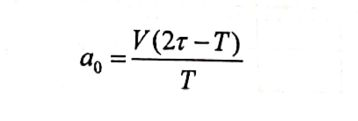 a₀ = V(2τ − T) / T